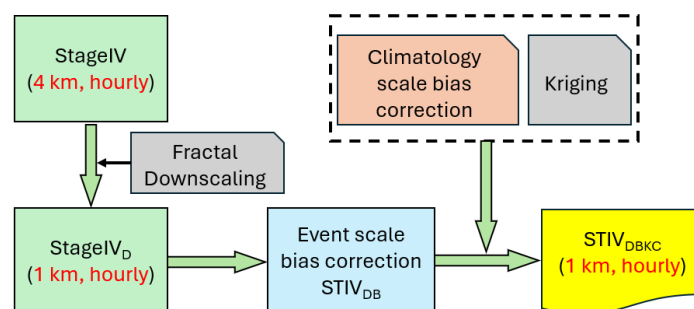 StageIV
(4 km, hourly)
Climatology
scale bias
correction
Kriging
Fractal
Downscaling
StageIV_D
(1 km, hourly)
Event scale
bias correction
STIV_DB
STIV_DBKC
(1 km, hourly)